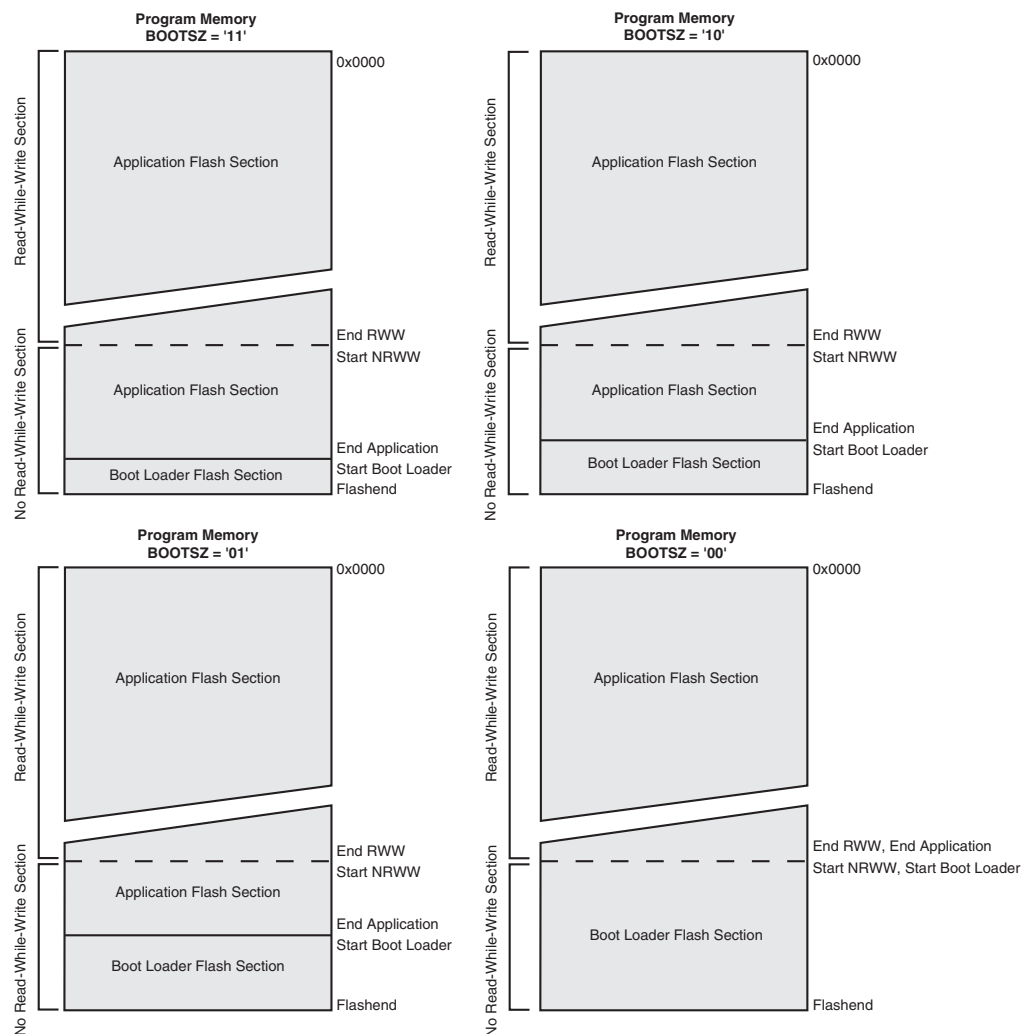 Program Memory
BOOTSZ = '11'
0x0000
Read-While-Write Section
Application Flash Section
End RWW
Start NRWW
No Read-While-Write Section
Application Flash Section
End Application
Start Boot Loader
Boot Loader Flash Section
Flashend
Program Memory
BOOTSZ = '10'
0x0000
Read-While-Write Section
Application Flash Section
End RWW
Start NRWW
No Read-While-Write Section
Application Flash Section
End Application
Start Boot Loader
Boot Loader Flash Section
Flashend
Program Memory
BOOTSZ = '01'
0x0000
Read-While-Write Section
Application Flash Section
End RWW
Start NRWW
No Read-While-Write Section
Application Flash Section
End Application
Start Boot Loader
Boot Loader Flash Section
Flashend
Program Memory
BOOTSZ = '00'
0x0000
Read-While-Write Section
Application Flash Section
End RWW, End Application
Start NRWW, Start Boot Loader
No Read-While-Write Section
Boot Loader Flash Section
Flashend